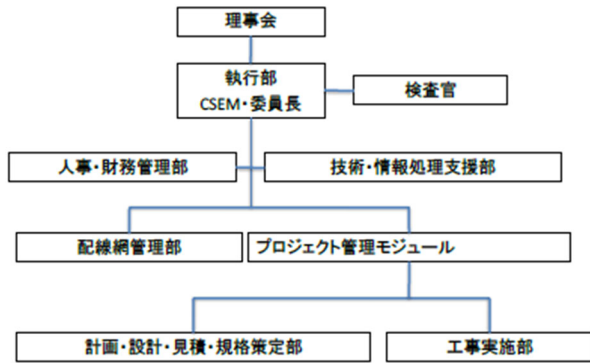 理事会
執行部
CSEM・委員長
検査官
人事・財務管理部
技術・情報処理支援部
配線網管理部
プロジェクト管理モジュール
計画・設計・見積・規格策定部
工事実施部